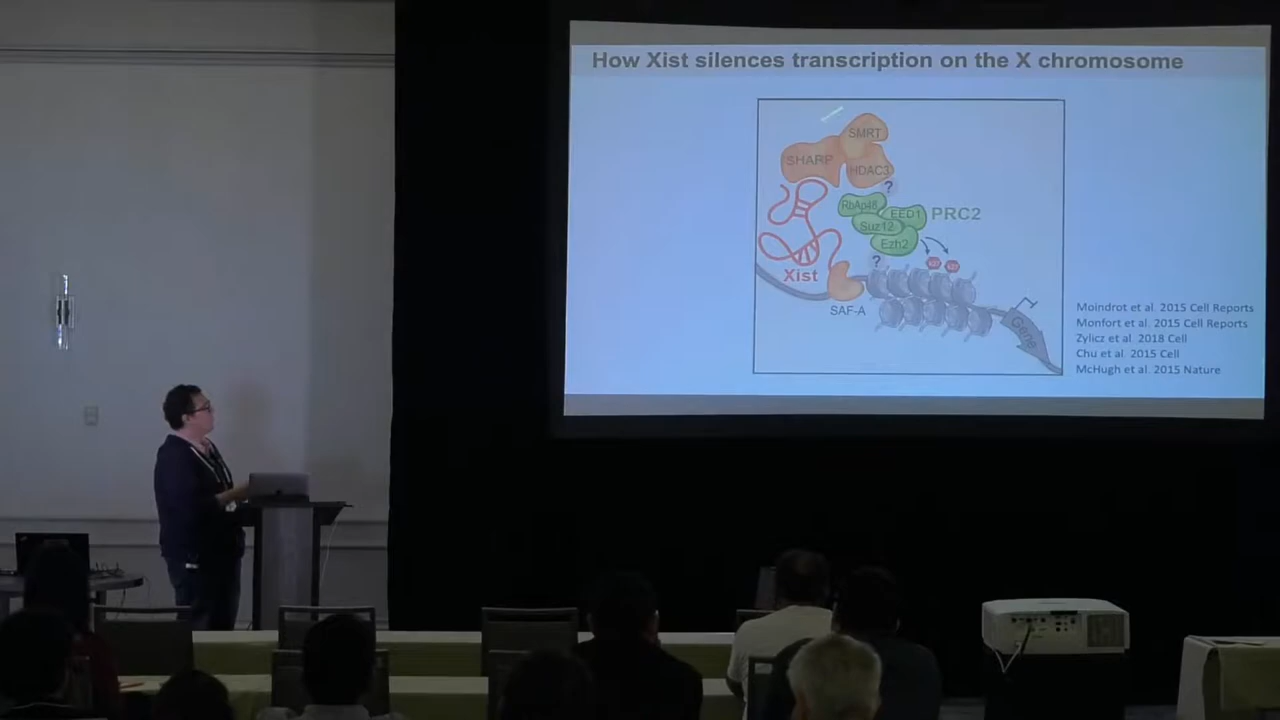 How Xist silences transcription on the X chromosome
SMRT
SHARP
HDAC3
?
RbAp48
EED1
PRC2
Suz12
Ezh2
?
Xist
SAF-A
Gene
Moindrot et al. 2015 Cell Reports
Monfort et al. 2015 Cell Reports
Zylicz et al. 2018 Cell
Chu et al. 2015 Cell
McHugh et al. 2015 Nature